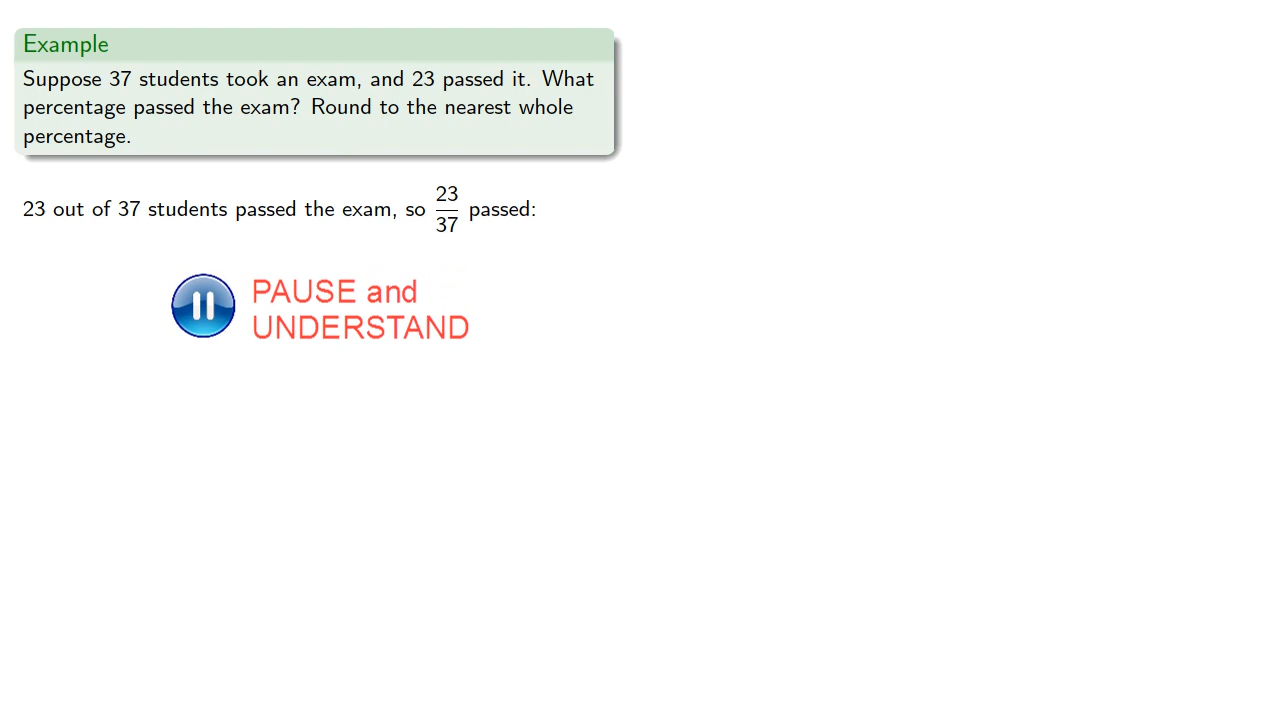 Example
Suppose 37 students took an exam, and 23 passed it. What
percentage passed the exam? Round to the nearest whole
percentage.
23 out of 37 students passed the exam, so 23/37 passed:
PAUSE and
UNDERSTAND